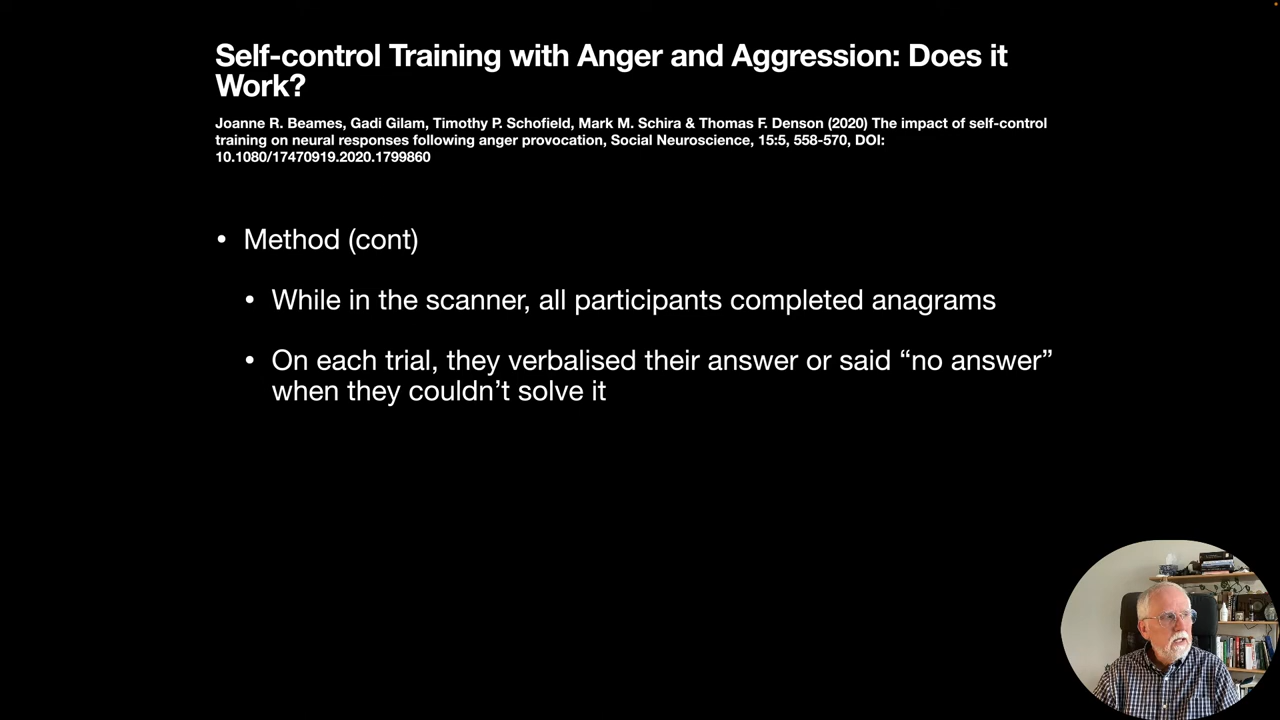 Self-control Training with Anger and Aggression: Does it
Work?
Joanne R. Beames, Gadi Gilam, Timothy P. Schofield, Mark M. Schira & Thomas F. Denson (2020) The impact of self-control
training on neural responses following anger provocation, Social Neuroscience, 15:5, 558-570, DOI:
10.1080/17470919.2020.1799860
• Method (cont)
• While in the scanner, all participants completed anagrams
• On each trial, they verbalised their answer or said “no answer”
when they couldn’t solve it